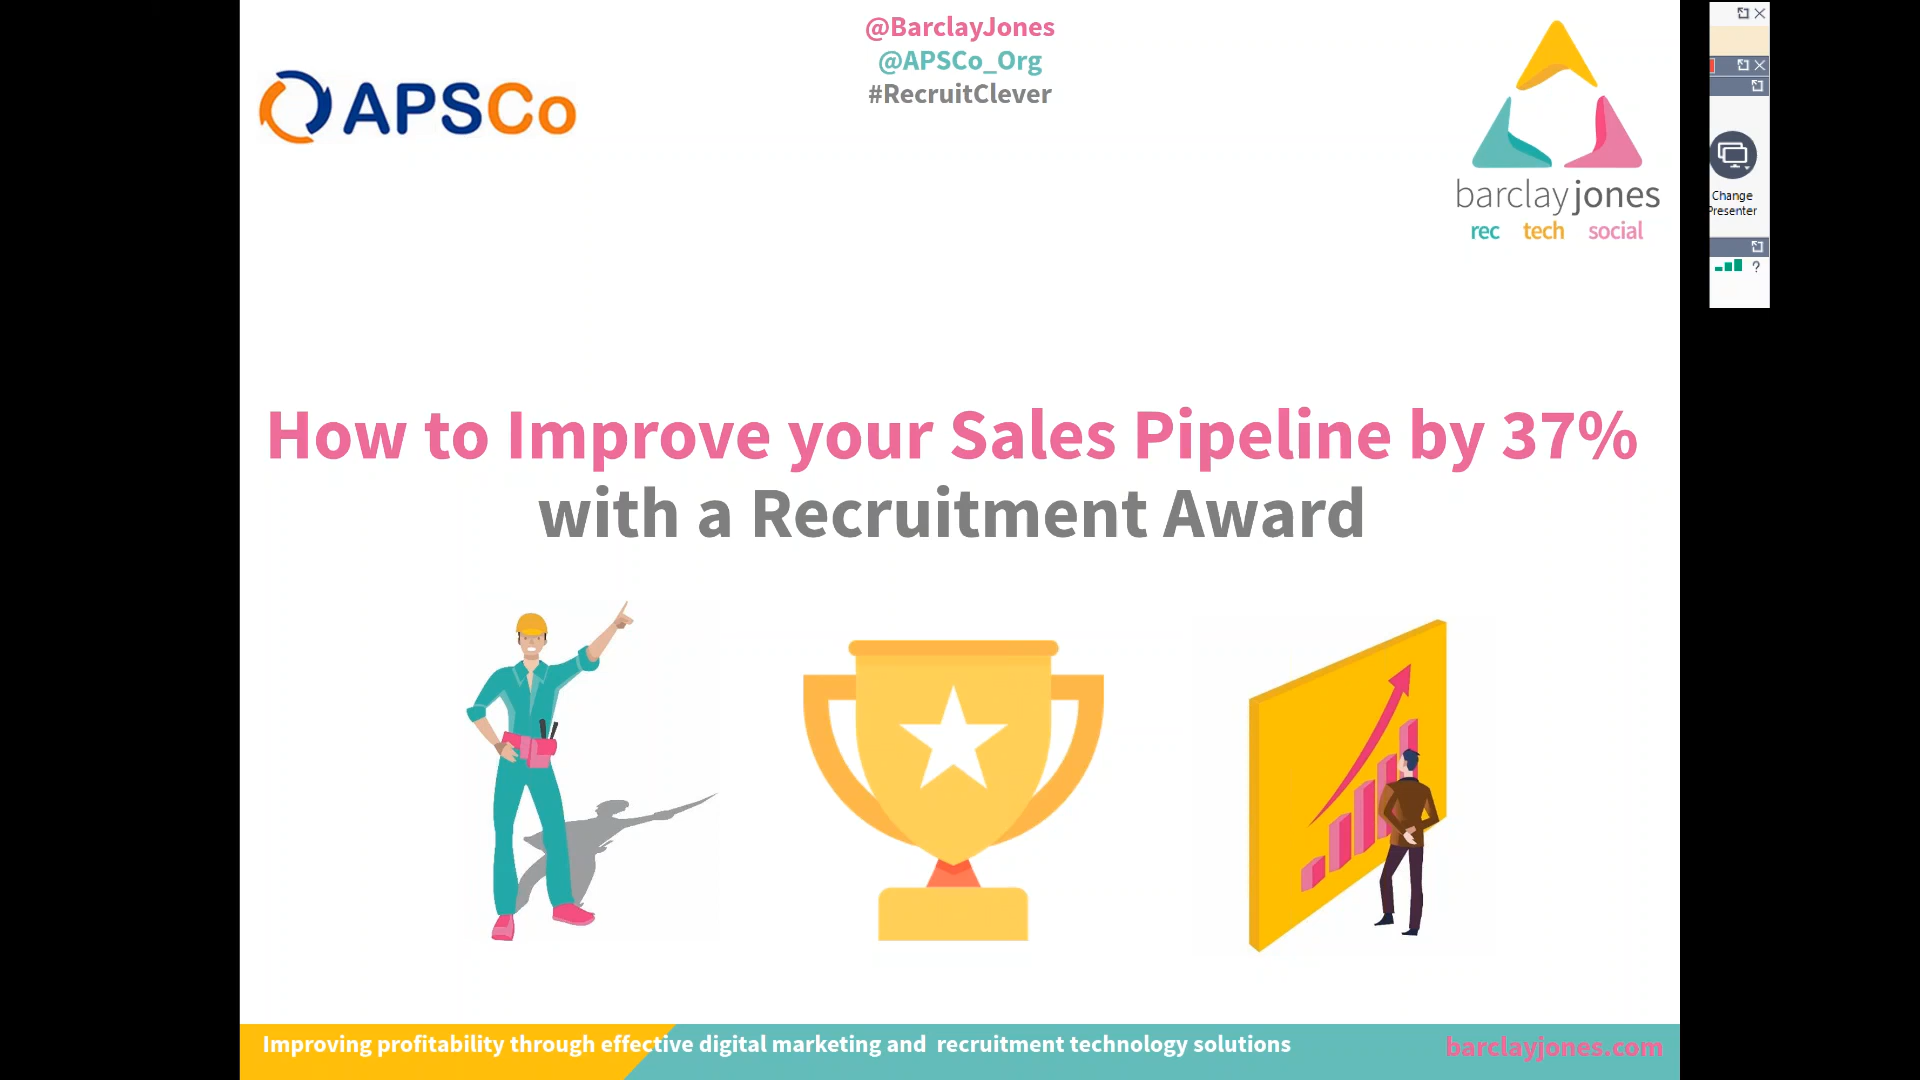 @BarclayJones
@APSCo_Org
#RecruitClever
APSCo
barclayjones
rec tech social
Change
Presenter
?
How to Improve your Sales Pipeline by 37%
with a Recruitment Award
Improving profitability through effective digital marketing and recruitment technology solutions
barclayjones.com